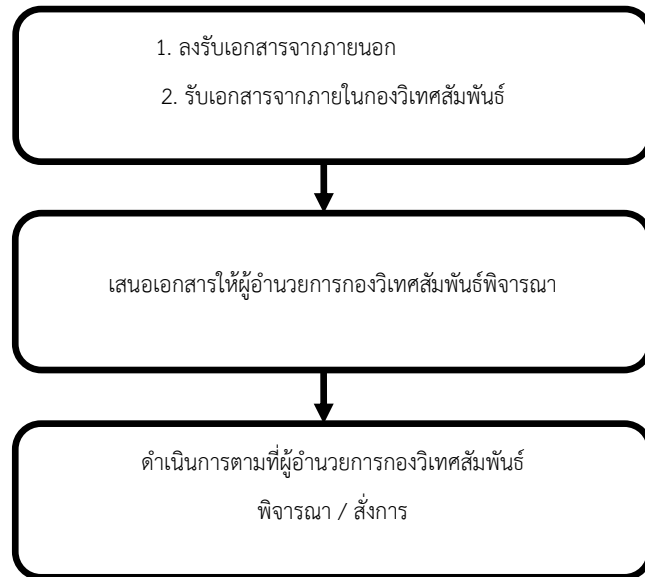 1. ลงรับเอกสารจากภายนอก
2. รับเอกสารจากภายในกองวิเทศสัมพันธ์
เสนอเอกสารให้ผู้อำนวยการกองวิเทศสัมพันธ์พิจารณา
ดำเนินการตามที่ผู้อำนวยการกองวิเทศสัมพันธ์
พิจารณา / สั่งการ